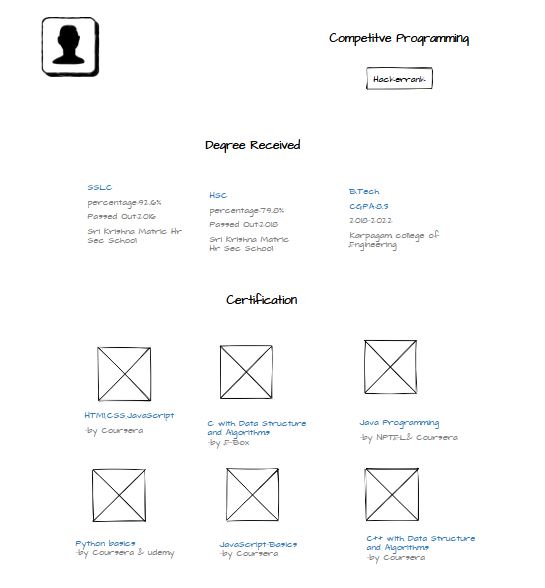 Competitve Programming
Hackerrank
Degree Received
SSLC
percentage:92.6%
Passed Out:2016
Sri Krishna Matric Hr
Sec School
HSC
percentage:79.8%
Passed Out:2018
Sri Krishna Matric
Hr Sec School
B.Tech
CGPA:8.3
2018-2022
Karpagam college of
Engineering
Certification
HTMl,CSS,JavaScript
-by Coursera
C with Data Structure
and Algorithms
-by E-Box
Java Programming
-by NPTEL& Coursera
Python basics
-by Coursera & udemy
JavaScript-Basics
-by Coursera
C++ with Data Structure
and Algorithms
-by Coursera